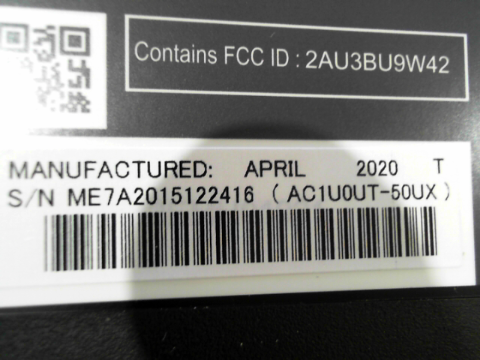 Contains FCC ID : 2AU3BU9W42
MANUFACTURED: APRIL 2020 T
S/N ME7A2015122416 ( AC1U0UT-50UX )